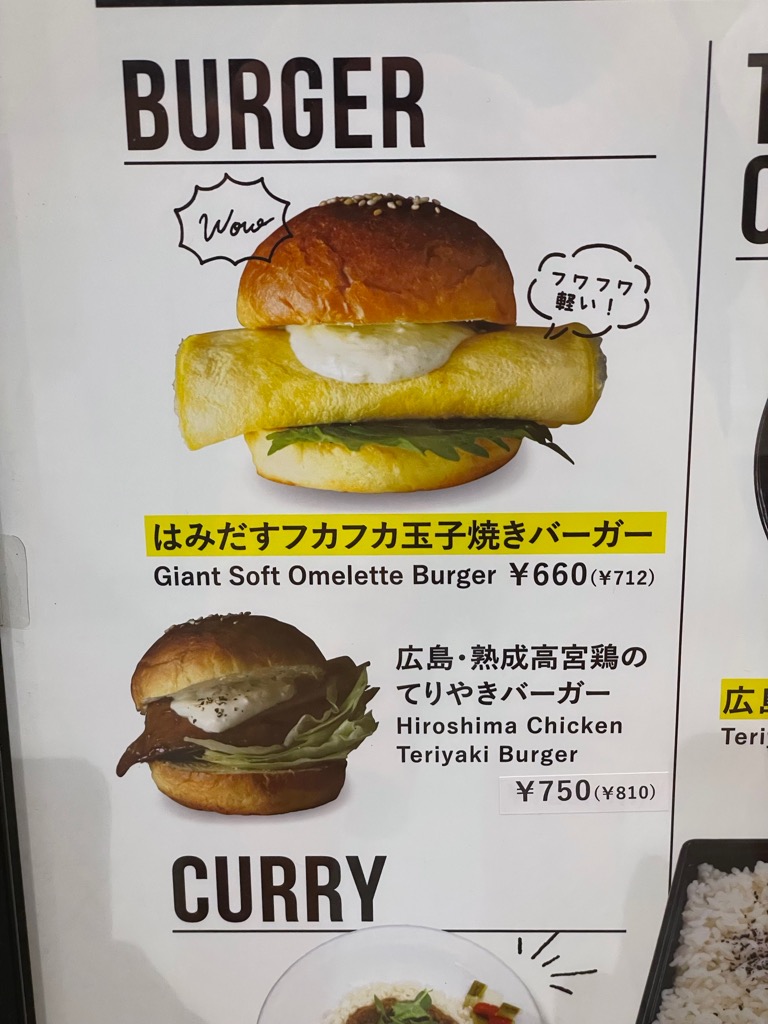 BURGER
Wow
フワフワ
軽い！
はみだすフカフカ玉子焼きバーガー
Giant Soft Omelette Burger ¥660(¥712)
広島・熟成高宮鶏の
てりやきバーガー
Hiroshima Chicken
Teriyaki Burger
¥750(¥810)
CURRY
広
Teri